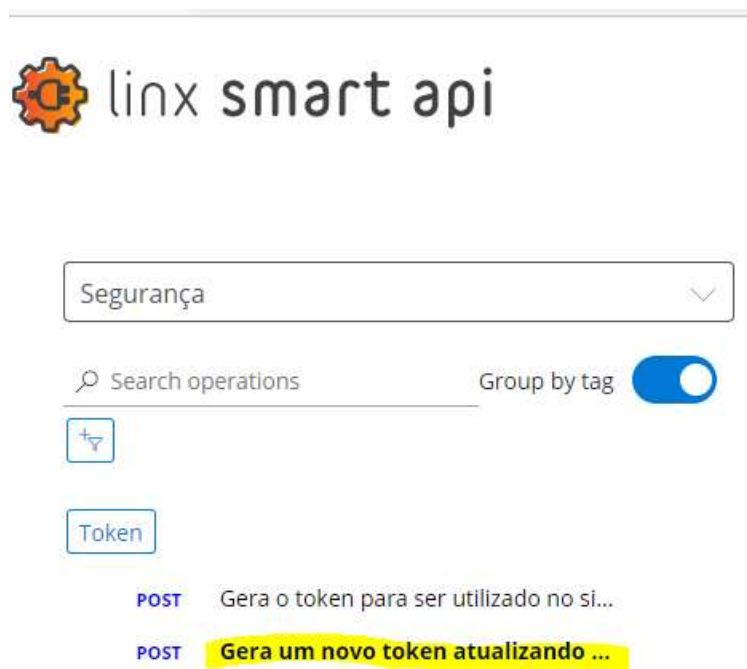 linx smart api
Segurança
Search operations Group by tag
Token
POST Gera o token para ser utilizado no si...
POST Gera um novo token atualizando ...